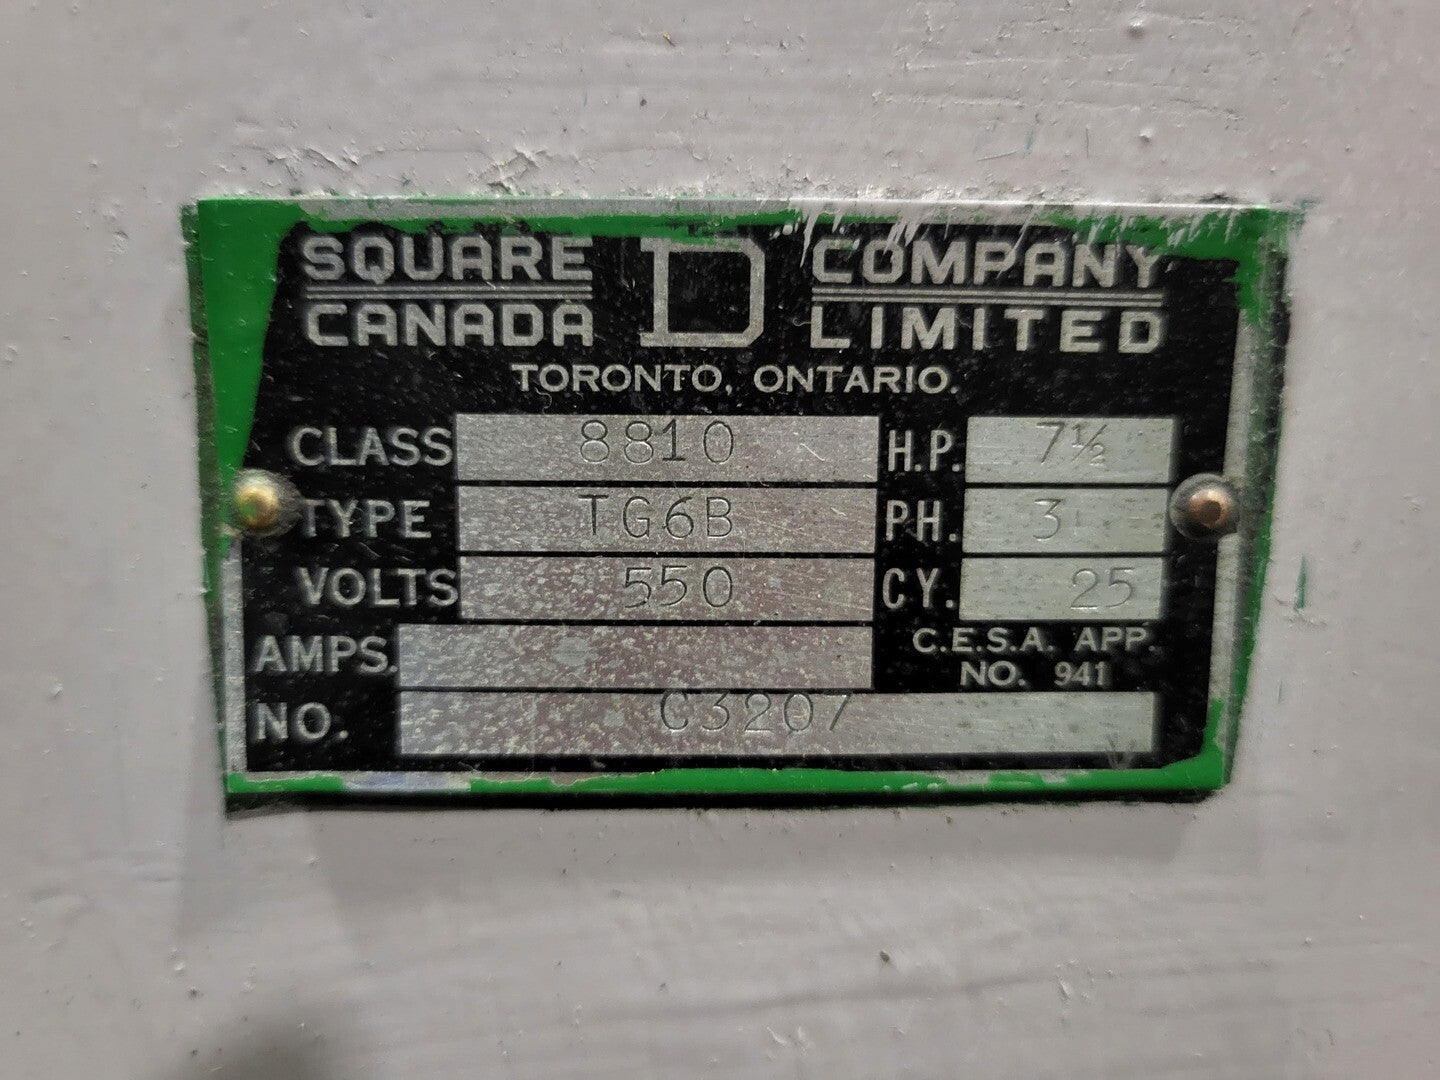 SQUARE D COMPANY
CANADA LIMITED
TORONTO, ONTARIO.
CLASS 8810 H.P. 7½
TYPE TG6B PH. 3
VOLTS 550 CY. 25
AMPS. C.E.S.A. APP.
NO. 941
NO. C3207